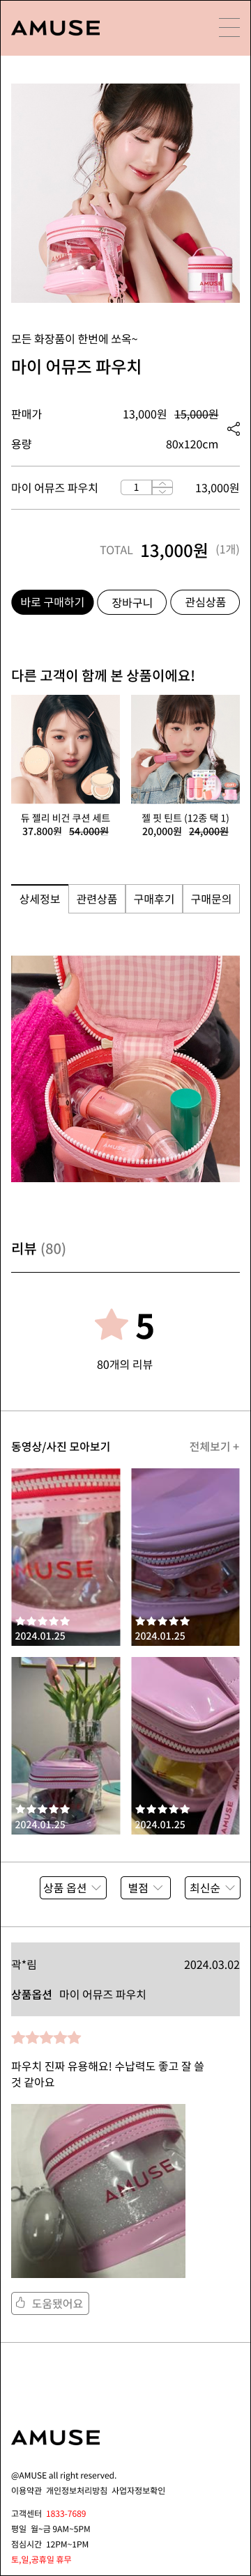 AMUSE
AMUSE
모든 화장품이 한번에 쏘옥~
마이 어뮤즈 파우치
판매가 13,000원 15,000원
용량 80x120cm
마이 어뮤즈 파우치 1 13,000원
TOTAL 13,000원 (1개)
바로 구매하기 장바구니 관심상품
다른 고객이 함께 본 상품이에요!
듀 젤리 비건 쿠션 세트
37.800원 54.000원
젤 핏 틴트 (12종 택 1)
20,000원 24,000원
상세정보 관련상품 구매후기 구매문의
리뷰 (80)
5
80개의 리뷰
동영상/사진 모아보기 전체보기 +
MUSE
2024.01.25
2024.01.25
2024.01.25
AMUSE
2024.01.25
상품 옵션 별점 최신순
곽*림 2024.03.02
상품옵션 마이 어뮤즈 파우치
파우치 진짜 유용해요! 수납력도 좋고 잘 쓸
것 같아요
AMUSE
도움됐어요
AMUSE
@AMUSE all right reserved.
이용약관 개인정보처리방침 사업자정보확인
고객센터 1833-7689
평일 월~금 9AM~5PM
점심시간 12PM~1PM
토,일,공휴일 휴무